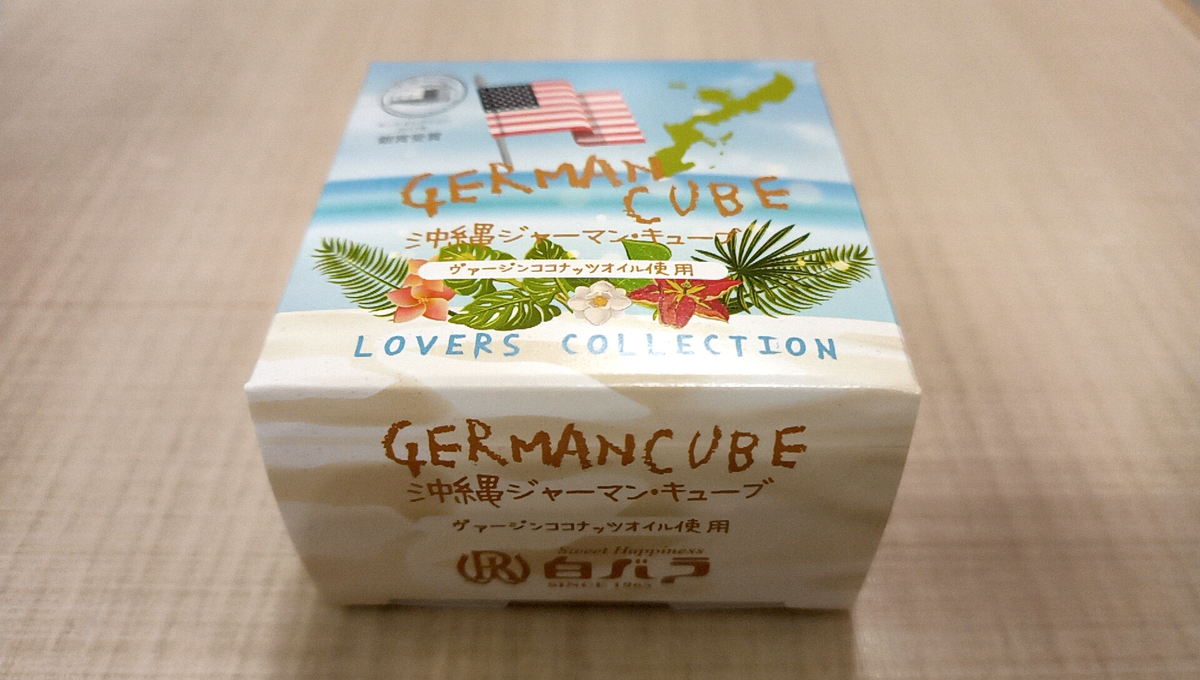 GERMAN
CUBE
沖縄ジャーマン・キューブ
ヴァージンココナッツオイル使用
LOVERS COLLECTION
GERMANCUBE
沖縄ジャーマン・キューブ
ヴァージンココナッツオイル使用
Sweet Happiness
白バラ